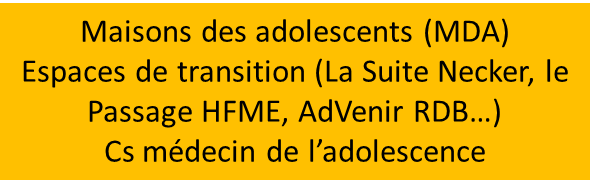 Maisons des adolescents (MDA)
Espaces de transition (La Suite Necker, le
Passage HFME, AdVenir RDB…)
Cs médecin de l’adolescence